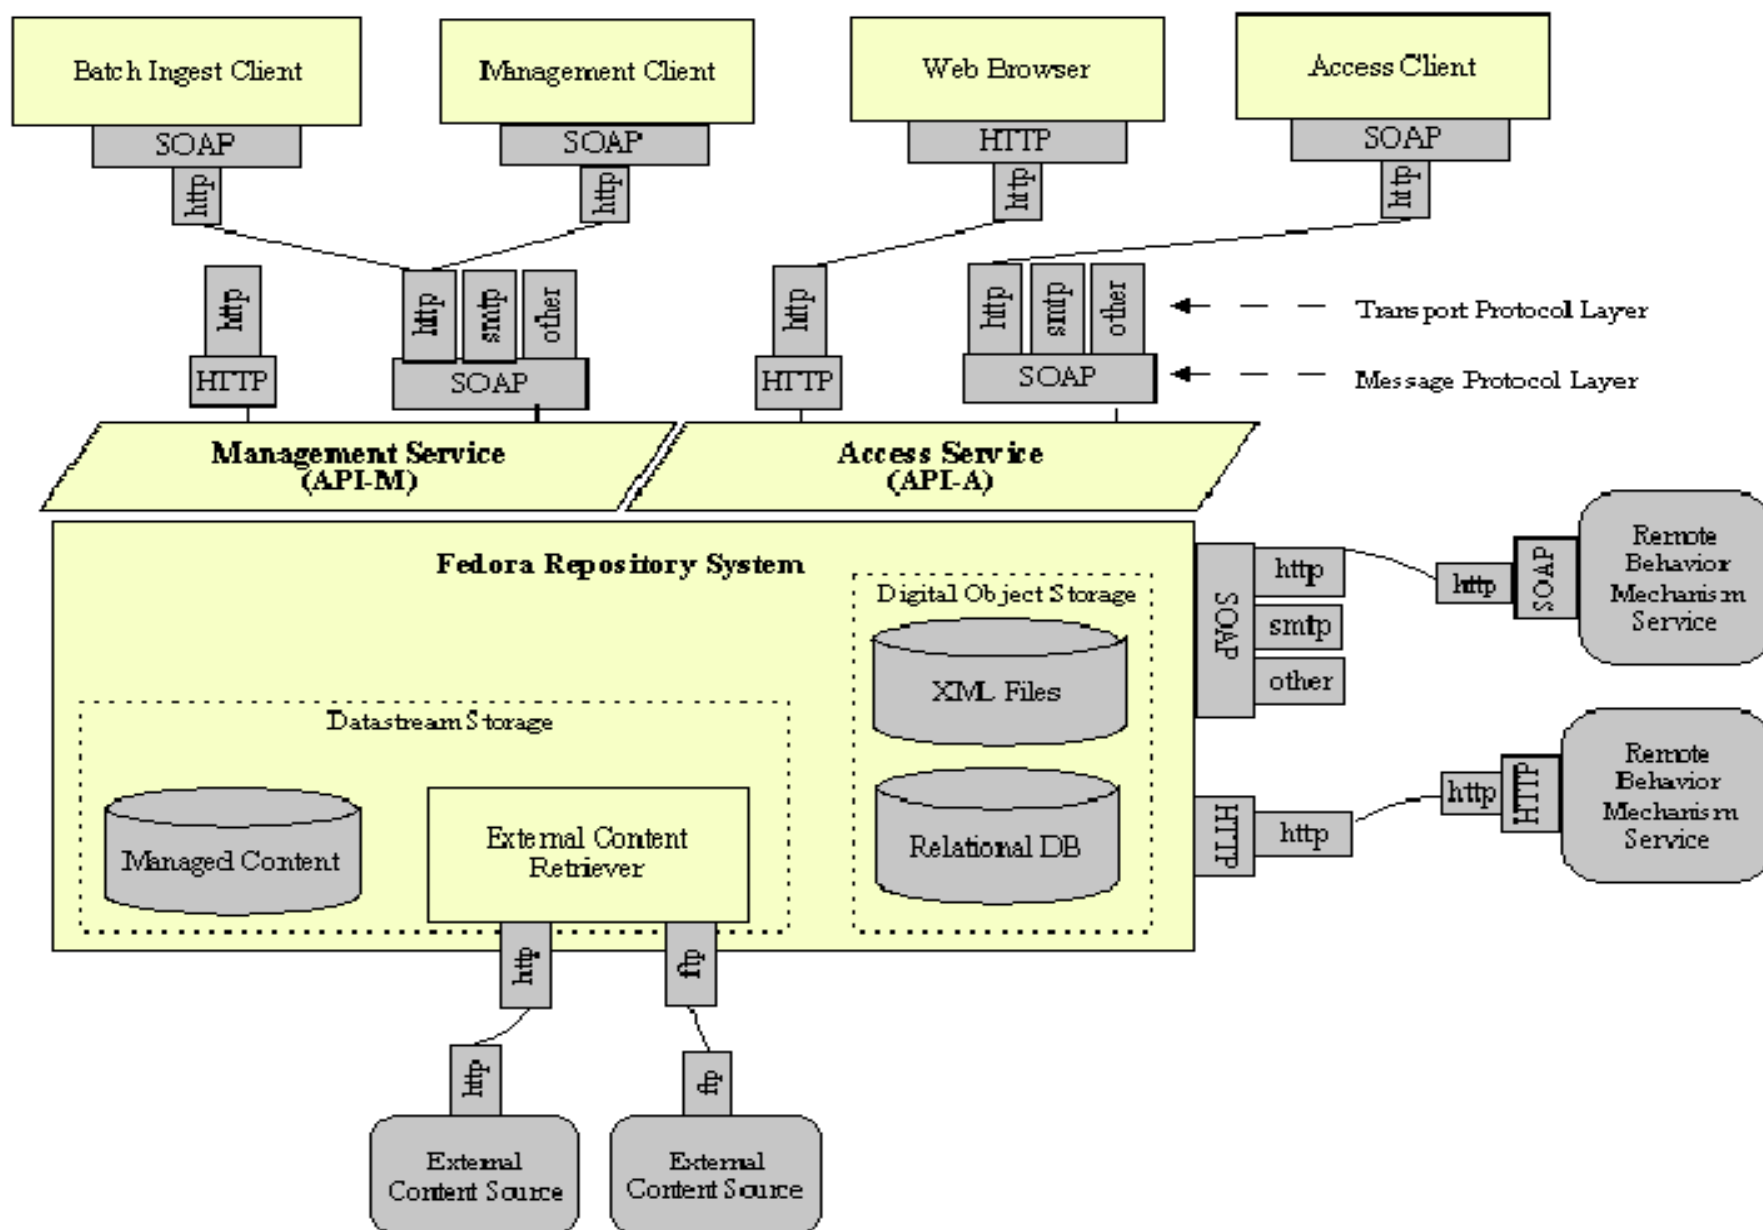 Batch Ingest Client
Management Client
Web Browser
Access Client
SOAP
SOAP
HTTP
SOAP
http
http
http
http
http
http
smtp
other
http
http
smtp
other
Transport Protocol Layer
HTTP
SOAP
HTTP
SOAP
Message Protocol Layer
Management Service
(API-M)
Access Service
(API-A)
Fedora Repository System
Digital Object Storage
XML Files
Relational DB
Datastream Storage
Managed Content
External Content
Retriever
SOAP
http
smtp
other
http
SOAP
Remote
Behavior
Mechanism
Service
HTTP
http
http
HTTP
Remote
Behavior
Mechanism
Service
http
ftp
http
ftp
External
Content Source
External
Content Source